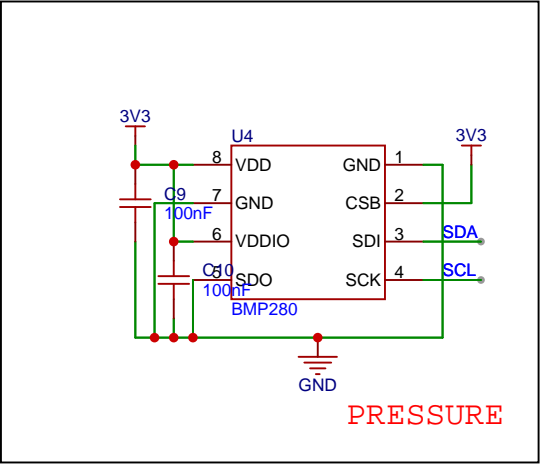 3V3
U4
3V3
8
VDD
GND
1
C9
100nF
7
GND
CSB
2
6
VDDIO
SDI
3
SDA
C10
100nF
5
SDO
SCK
4
SCL
BMP280
GND
PRESSURE